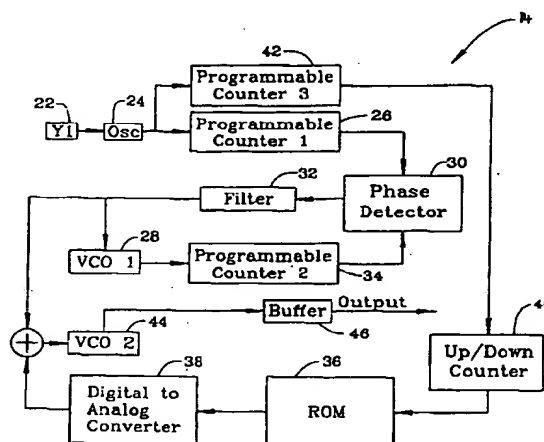 14
42
Programmable
Counter 3
22
24
26
Y1
Osc
Programmable
Counter 1
32
30
Filter
Phase
Detector
28
VCO 1
Programmable
Counter 2
34
Buffer
Output
+
VCO 2
44
46
4
Up/Down
Counter
38
36
Digital to
Analog
Converter
ROM